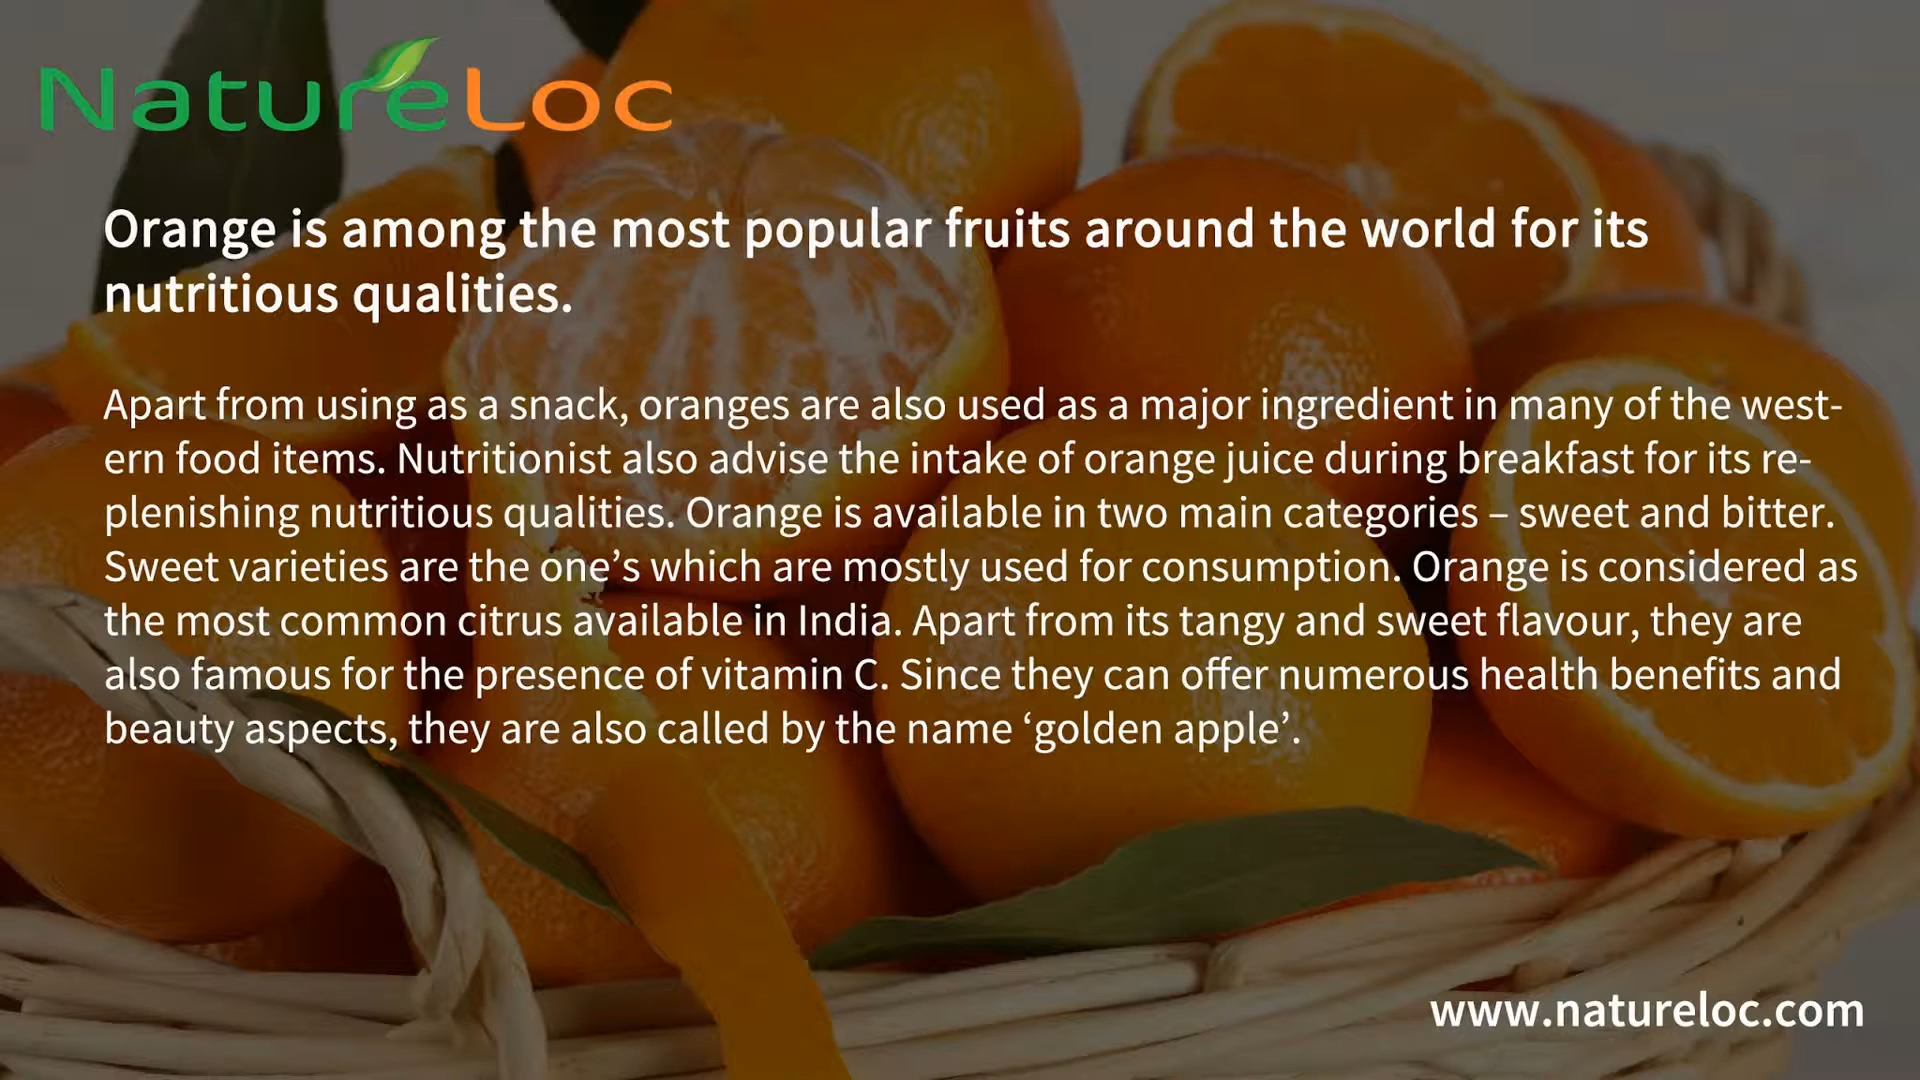 NatureLoc
Orange is among the most popular fruits around the world for its
nutritious qualities.
Apart from using as a snack, oranges are also used as a major ingredient in many of the west-
ern food items. Nutritionist also advise the intake of orange juice during breakfast for its re-
plenishing nutritious qualities. Orange is available in two main categories – sweet and bitter.
Sweet varieties are the one’s which are mostly used for consumption. Orange is considered as
the most common citrus available in India. Apart from its tangy and sweet flavour, they are
also famous for the presence of vitamin C. Since they can offer numerous health benefits and
beauty aspects, they are also called by the name ‘golden apple’.
www.natureloc.com